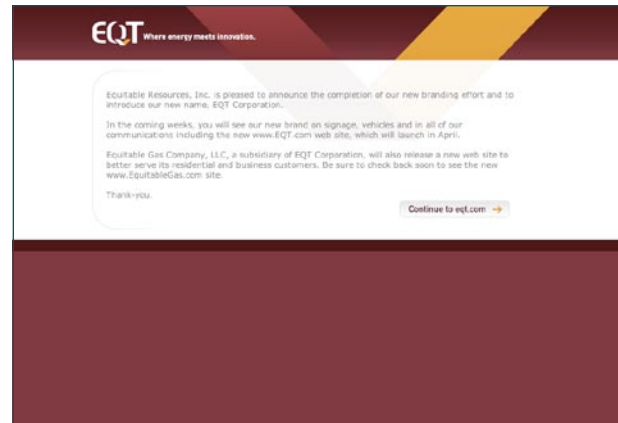 EQT Where energy meets innovation.
Equitable Resources, Inc. is pleased to announce the completion of our new branding effort and to
introduce our new name, EQT Corporation.
In the coming weeks, you will see our new brand on signage, vehicles and in all of our
communications including the new www.EQT.com web site, which will launch in April.
Equitable Gas Company, LLC, a subsidiary of EQT Corporation, will also release a new web site to
better serve its residential and business customers. Be sure to check back soon to see the new
www.EquitableGas.com site.
Thank-you.
Continue to eqt.com →